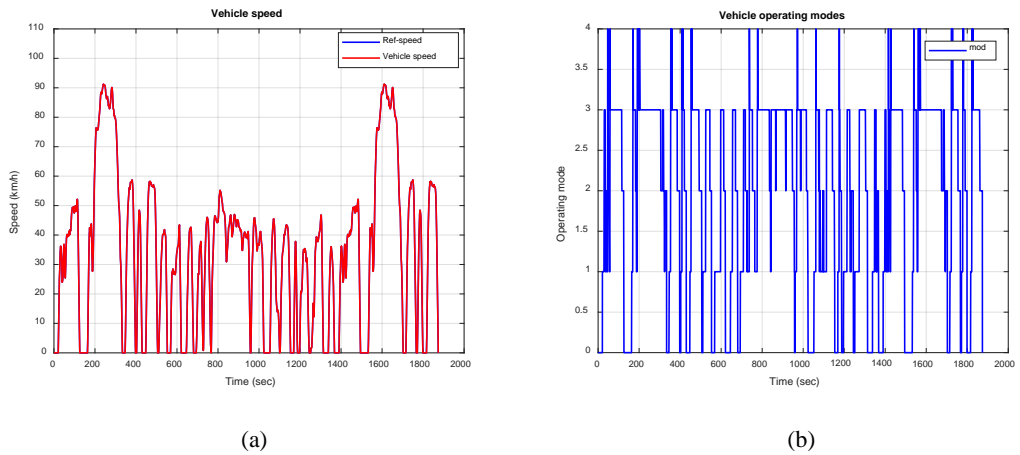 Vehicle speed
110
100
90
80
70
60
50
40
30
20
10
0
Speed (km/h)
Ref-speed
Vehicle speed
0 200 400 600 800 1000 1200 1400 1600 1800 2000
Time (sec)
(a)
Vehicle operating modes
4
3.5
3
2.5
2
1.5
1
0.5
0
Operating mode
mod
0 200 400 600 800 1000 1200 1400 1600 1800 2000
Time (sec)
(b)